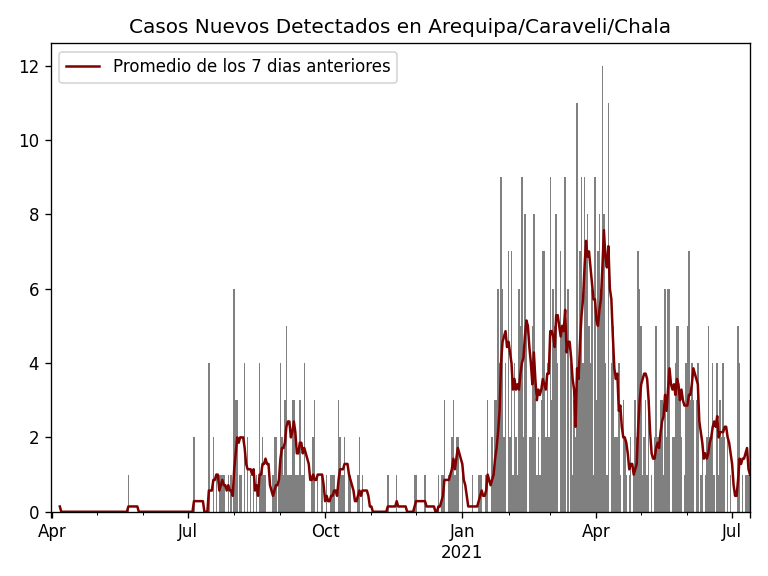 Casos Nuevos Detectados en Arequipa/Caraveli/Chala
Promedio de los 7 dias anteriores
12
10
8
6
4
2
0
Apr Jul Oct Jan Apr Jul
2021